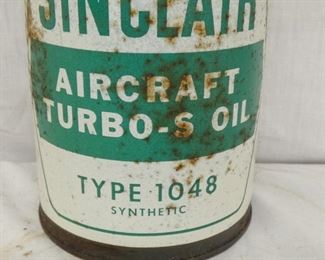 SINCLAIR
AIRCRAFT
TURBO-S OIL
TYPE 1048
SYNTHETIC